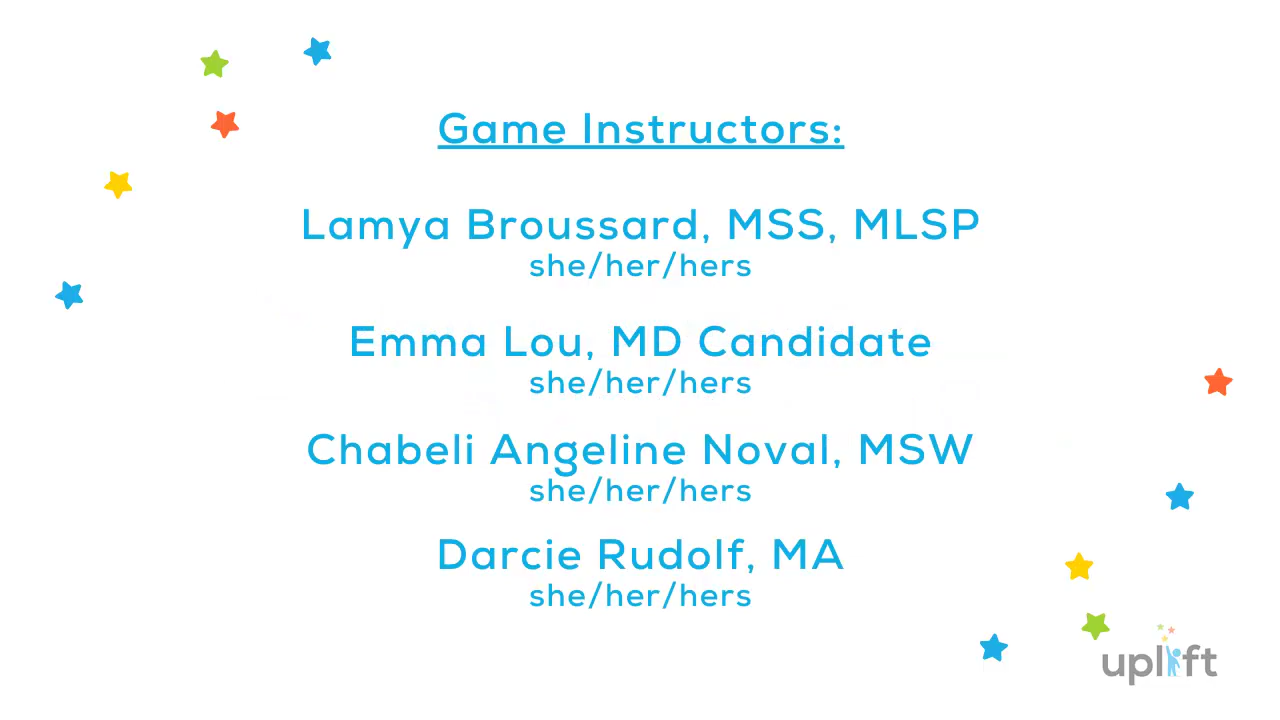 Game Instructors:
Lamya Broussard, MSS, MLSP
she/her/hers
Emma Lou, MD Candidate
she/her/hers
Chabeli Angeline Noval, MSW
she/her/hers
Darcie Rudolf, MA
she/her/hers
uplift